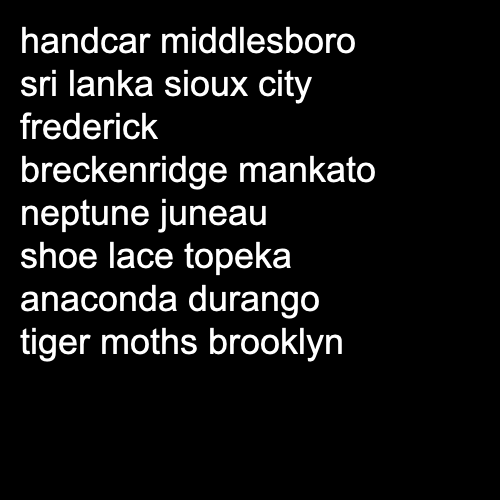 handcar middlesboro
sri lanka sioux city
frederick
breckenridge mankato
neptune juneau
shoe lace topeka
anaconda durango
tiger moths brooklyn